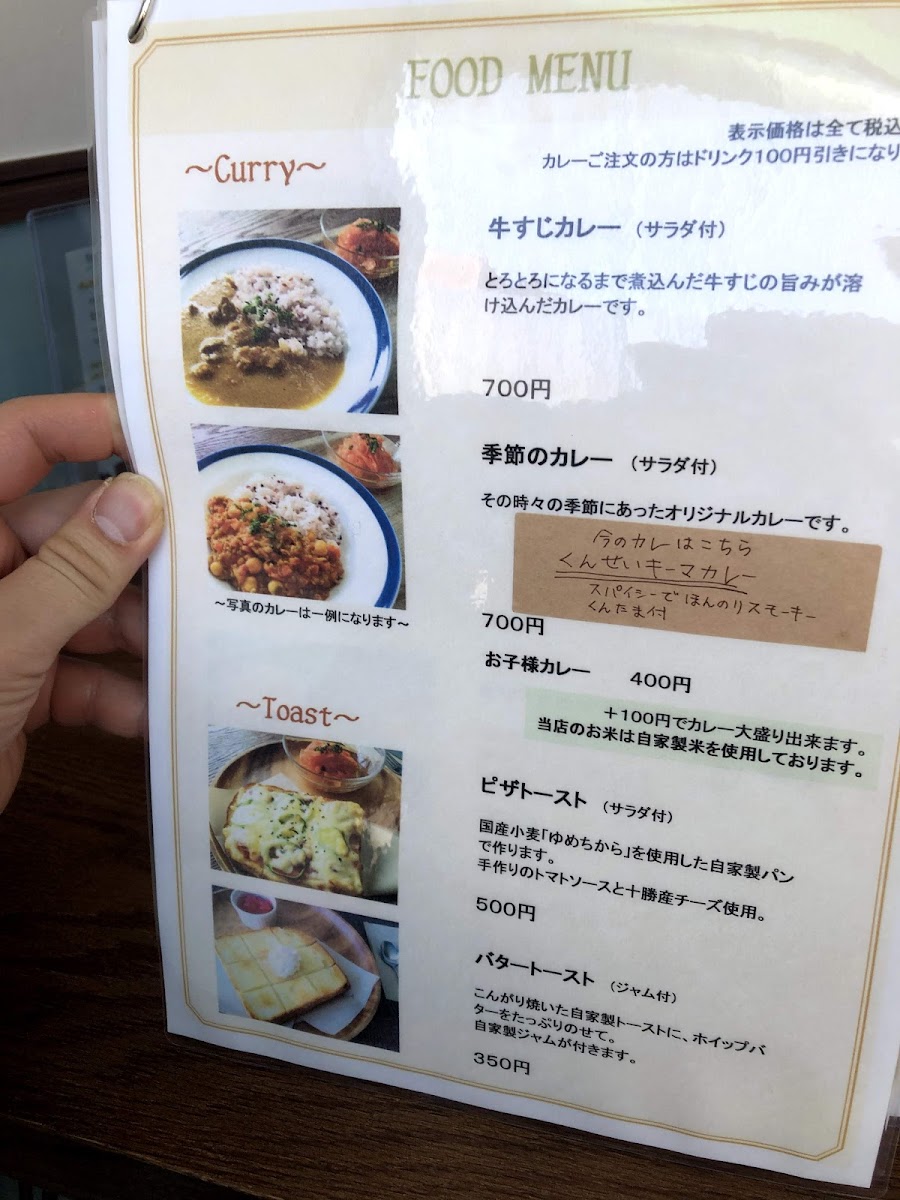 FOOD MENU
表示価格は全て税込
カレーご注文の方はドリンク100円引きになり
～Curry～
牛すじカレー （サラダ付）
とろとろになるまで煮込んだ牛すじの旨みが溶
け込んだカレーです。
700円
季節のカレー （サラダ付）
その時々の季節にあったオリジナルカレーです。
今のカレはこちら
くんせいキーマカレー
スパイシーでほんのりスモーキー
くんたま付
～写真のカレーは一例になります～
700円
お子様カレー 400円
＋100円でカレー大盛り出来ます。
当店のお米は自家製米を使用しております。
～Toast～
ピザトースト （サラダ付）
国産小麦「ゆめちから」を使用した自家製パン
で作ります。
手作りのトマトソースと十勝産チーズ使用。
500円
バタートースト （ジャム付）
こんがり焼いた自家製トーストに、ホイップバ
ターをたっぷりのせて。
自家製ジャムが付きます。
350円